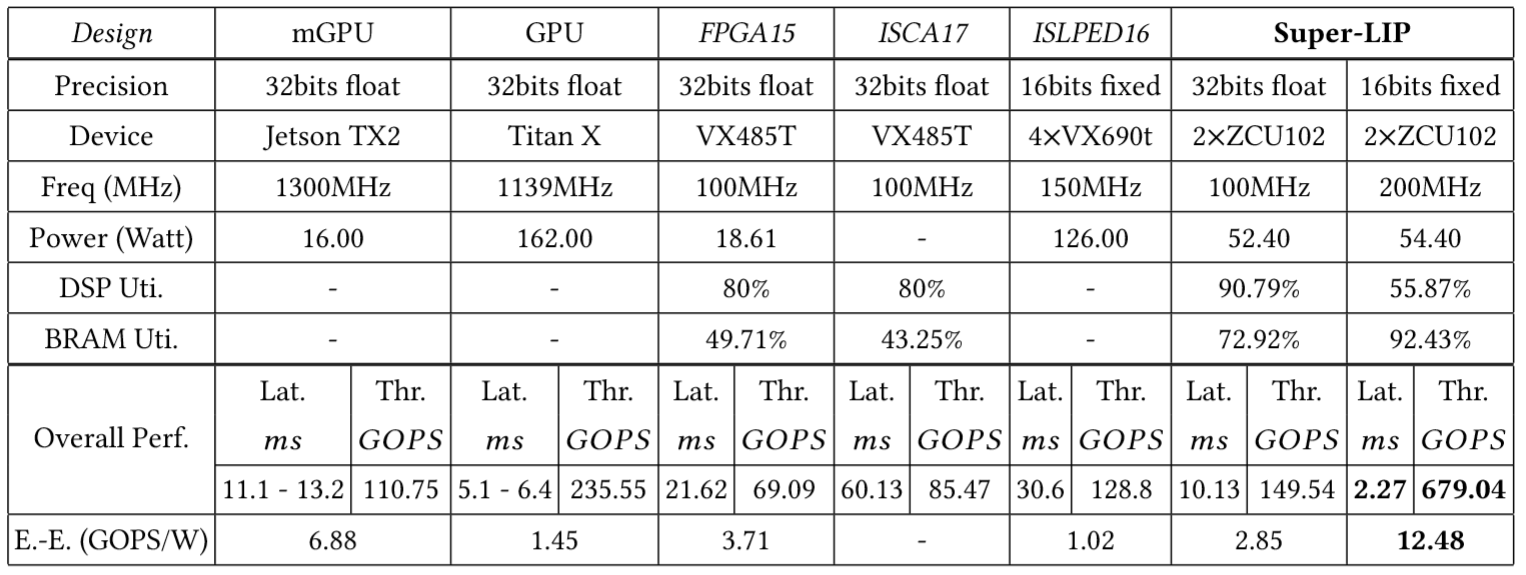 Design mGPU GPU FPGA15 ISCA17 ISLPED16 Super-LIP
Precision 32bits float 32bits float 32bits float 32bits float 16bits fixed 32bits float 16bits fixed
Device Jetson TX2 Titan X VX485T VX485T 4×VX690t 2×ZCU102 2×ZCU102
Freq (MHz) 1300MHz 1139MHz 100MHz 100MHz 150MHz 100MHz 200MHz
Power (Watt) 16.00 162.00 18.61 - 126.00 52.40 54.40
DSP Uti. - - 80% 80% - 90.79% 55.87%
BRAM Uti. - - 49.71% 43.25% - 72.92% 92.43%
Lat. Thr. Lat. Thr. Lat. Thr. Lat. Thr. Lat. Thr. Lat. Thr. Lat. Thr.
Overall Perf. ms GOPS ms GOPS ms GOPS ms GOPS ms GOPS ms GOPS ms GOPS
11.1 - 13.2 110.75 5.1 - 6.4 235.55 21.62 69.09 60.13 85.47 30.6 128.8 10.13 149.54 2.27 679.04
E.-E. (GOPS/W) 6.88 1.45 3.71 - 1.02 2.85 12.48